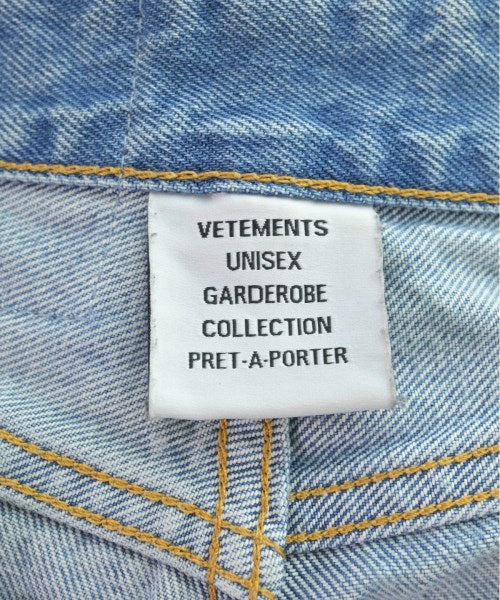 VETEMENTS
UNISEX
GARDEROBE
COLLECTION
PRET-A-PORTER